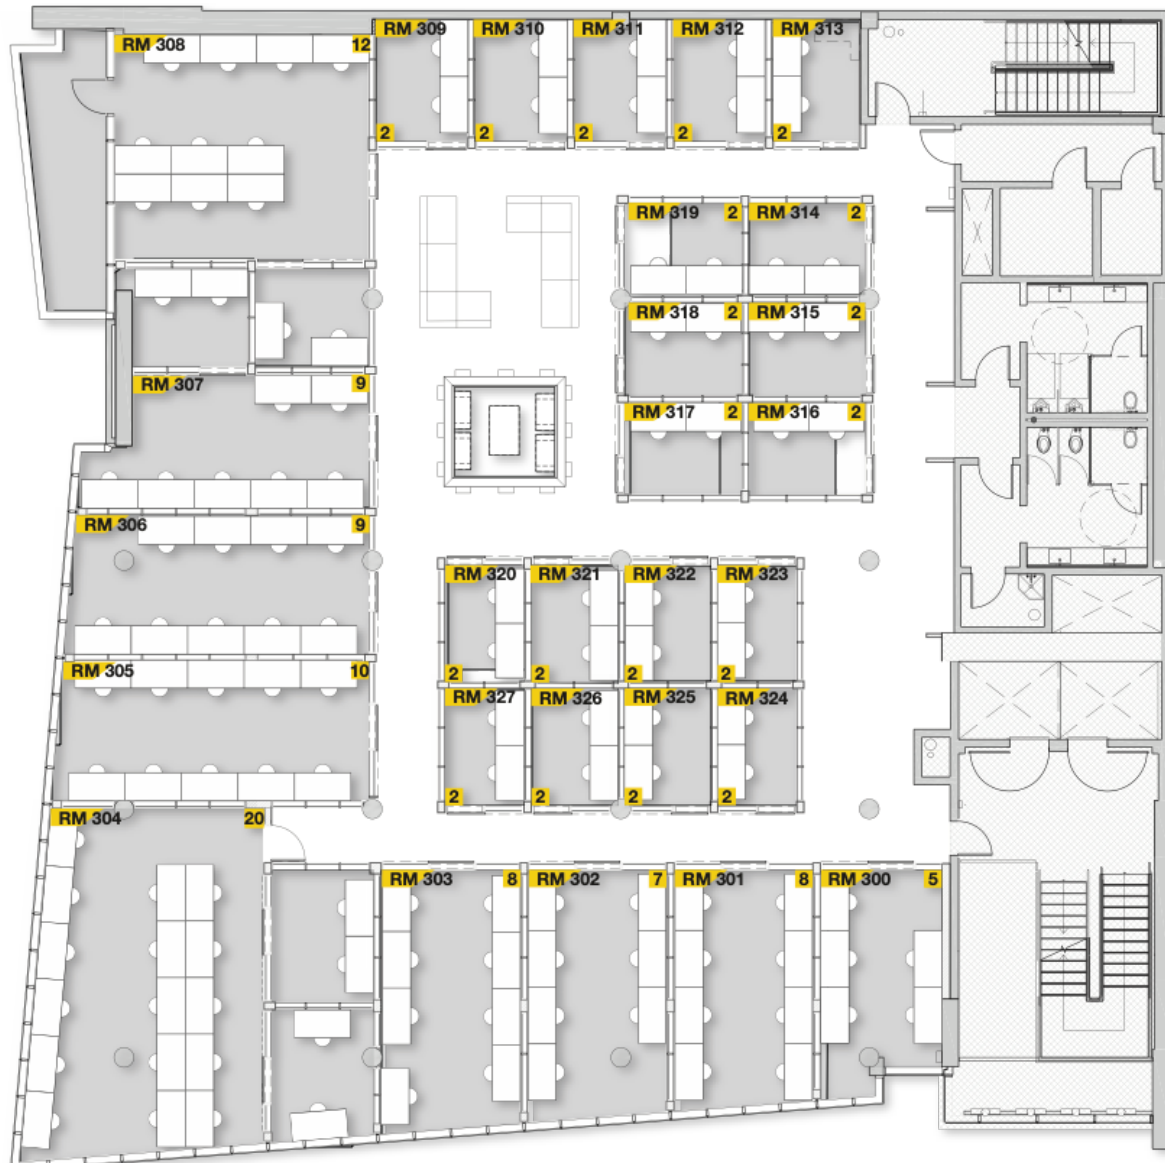 RM 308 12
RM 309
2
RM 310
2
RM 311
2
RM 312
2
RM 313
2
RM 319 2
RM 314 2
RM 318 2
RM 315 2
RM 317 2
RM 316 2
RM 307 9
RM 306 9
RM 305 10
RM 320
2
RM 321
2
RM 322
2
RM 323
2
RM 327
2
RM 326
2
RM 325
2
RM 324
2
RM 304 20
RM 303 8
RM 302 7
RM 301 8
RM 300 5